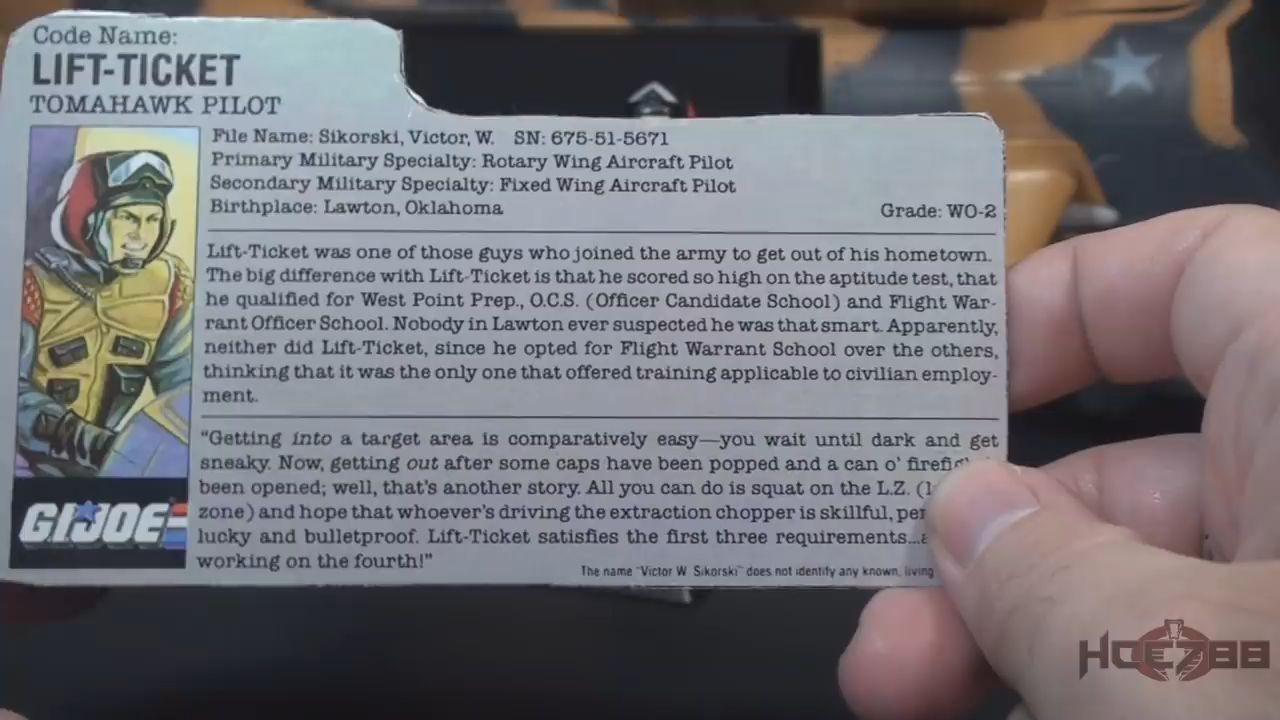 Code Name:
LIFT-TICKET
TOMAHAWK PILOT
File Name: Sikorski, Victor, W. SN: 675-51-5671
Primary Military Specialty: Rotary Wing Aircraft Pilot
Secondary Military Specialty: Fixed Wing Aircraft Pilot
Birthplace: Lawton, Oklahoma Grade: WO-2
Lift-Ticket was one of those guys who joined the army to get out of his hometown.
The big difference with Lift-Ticket is that he scored so high on the aptitude test, that
he qualified for West Point Prep., O.C.S. (Officer Candidate School) and Flight War-
rant Officer School. Nobody in Lawton ever suspected he was that smart. Apparently,
neither did Lift-Ticket, since he opted for Flight Warrant School over the others,
thinking that it was the only one that offered training applicable to civilian employ-
ment.
"Getting into a target area is comparatively easy—you wait until dark and get
sneaky. Now, getting out after some caps have been popped and a can o'
been opened; well, that's another story. All you can do is squat on the L.Z.
zone) and hope that whoever's driving the extraction chopper is skillful,
lucky and bulletproof. Lift-Ticket satisfies the first three requirements...
working on the fourth!"
The name "Victor W. Sikorski" does not identify any known, living
GI JOE
HCC788